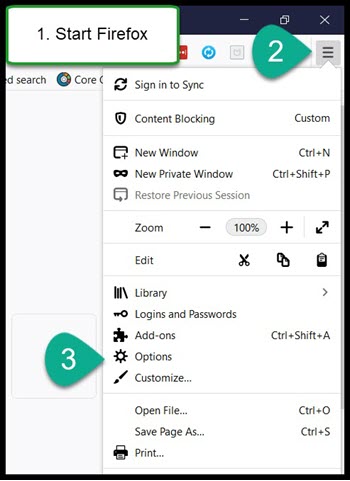 1. Start Firefox
2
ed search Core
Sign in to Sync
Content Blocking Custom
New Window Ctrl+N
New Private Window Ctrl+Shift+P
Restore Previous Session
Zoom 100%
Edit
Library
Logins and Passwords
Add-ons Ctrl+Shift+A
3
Options
Customize...
Open File... Ctrl+O
Save Page As... Ctrl+S
Print...